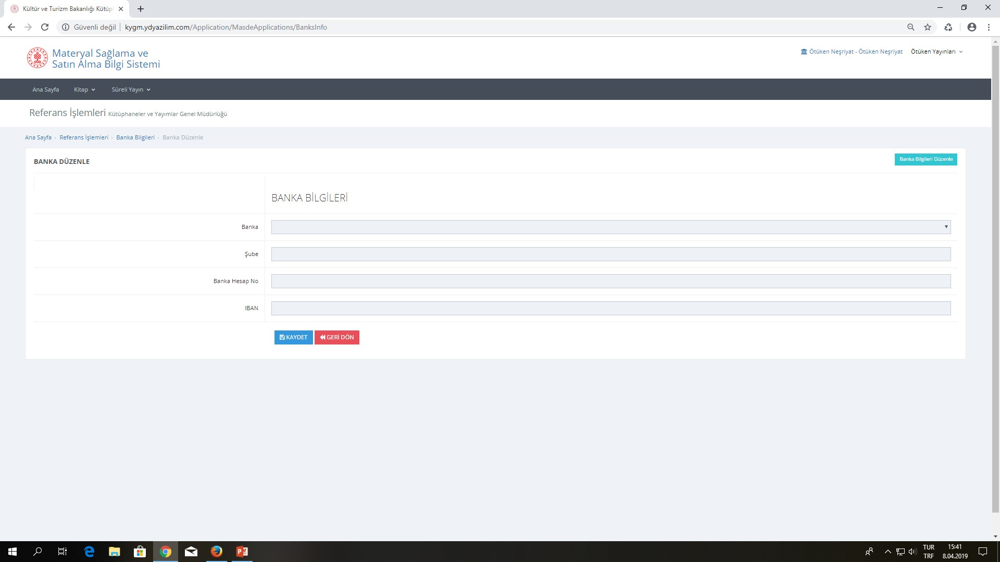 Kültür ve Turizm Bakanlığı Kütüp
Güvenli değil
kygm.ydyazilim.com/Application/MasdeApplications/BanksInfo
Materyal Sağlama ve
Satın Alma Bilgi Sistemi
Ötüken Neşriyat - Ötüken Neşriyat
Ötüken Yayınları
Ana Sayfa
Kitap
Süreli Yayın
Referans İşlemleri Kütüphaneler ve Yayımlar Genel Müdürlüğü
Ana Sayfa › Referans İşlemleri › Banka Bilgileri › Banka Düzenle
BANKA DÜZENLE
Banka Bilgileri Düzenle
BANKA BİLGİLERİ
Banka
Şube
Banka Hesap No
IBAN
KAYDET
GERİ DÖN
TUR
TRF
15:41
8.04.2019